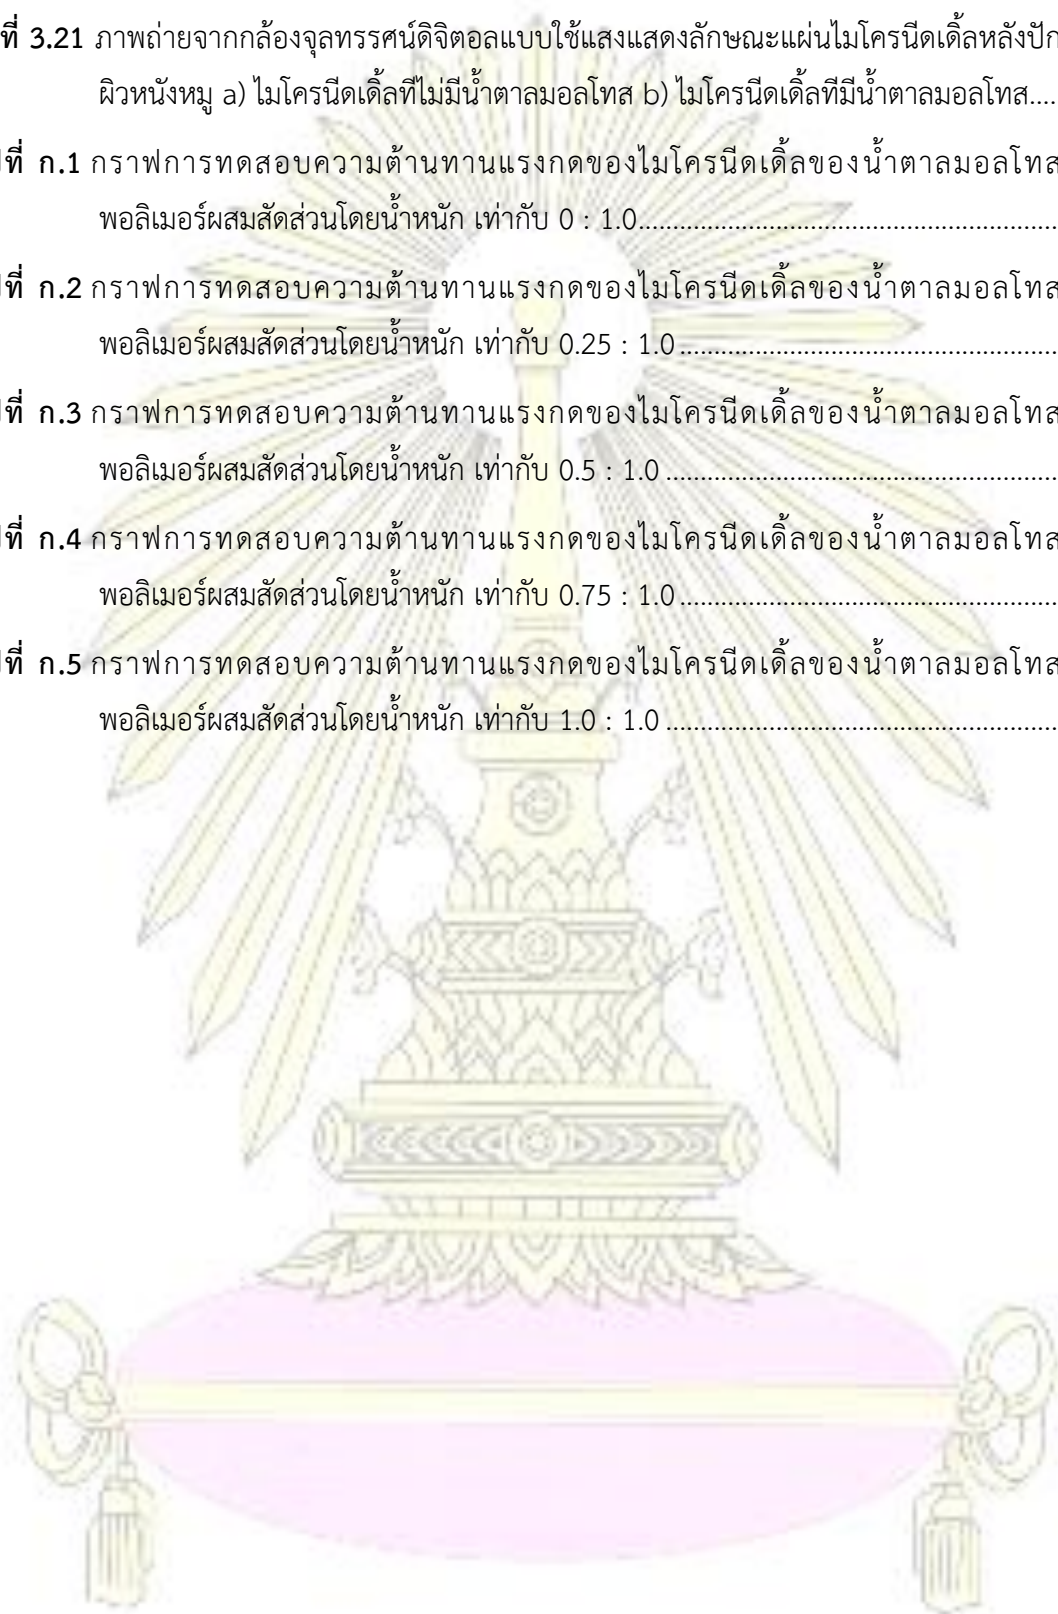 ที่ 3.21 ภาพถ่ายจากกล้องจุลทรรศน์ดิจิตอลแบบใช้แสงแสดงลักษณะแผ่นไมโครนีดเดิ้ลหลังปัก
ผิวหนังหมู a) ไมโครนีดเดิ้ลที่ไม่มีน้ำตาลมอลโทส b) ไมโครนีดเดิ้ลที่มีน้ำตาลมอลโทส.....
ที่ ก.1 กราฟการทดสอบความต้านทานแรงกดของไมโครนีดเดิ้ลของน้ำตาลมอลโทส
พอลิเมอร์ผสมสัดส่วนโดยน้ำหนัก เท่ากับ 0 : 1.0..............................................................
ที่ ก.2 กราฟการทดสอบความต้านทานแรงกดของไมโครนีดเดิ้ลของน้ำตาลมอลโทส
พอลิเมอร์ผสมสัดส่วนโดยน้ำหนัก เท่ากับ 0.25 : 1.0........................................................
ที่ ก.3 กราฟการทดสอบความต้านทานแรงกดของไมโครนีดเดิ้ลของน้ำตาลมอลโทส
พอลิเมอร์ผสมสัดส่วนโดยน้ำหนัก เท่ากับ 0.5 : 1.0 .........................................................
ที่ ก.4 กราฟการทดสอบความต้านทานแรงกดของไมโครนีดเดิ้ลของน้ำตาลมอลโทส
พอลิเมอร์ผสมสัดส่วนโดยน้ำหนัก เท่ากับ 0.75 : 1.0........................................................
ที่ ก.5 กราฟการทดสอบความต้านทานแรงกดของไมโครนีดเดิ้ลของน้ำตาลมอลโทส
พอลิเมอร์ผสมสัดส่วนโดยน้ำหนัก เท่ากับ 1.0 : 1.0 .........................................................